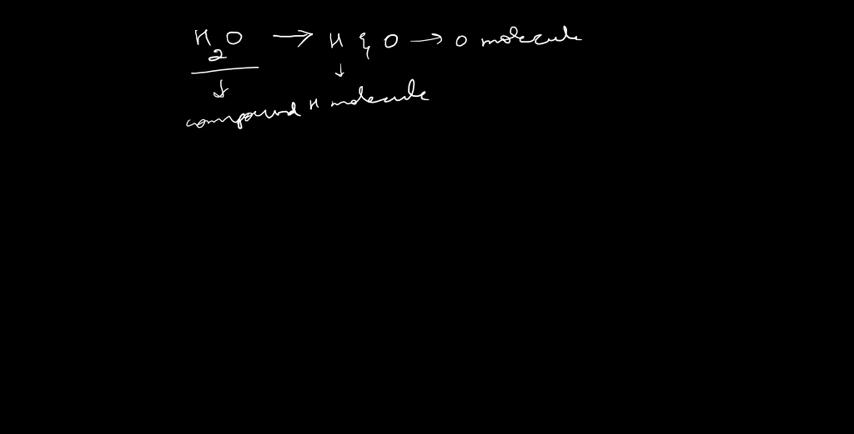 H2O → H & O → O molecule
↓ ↓
compound H molecule